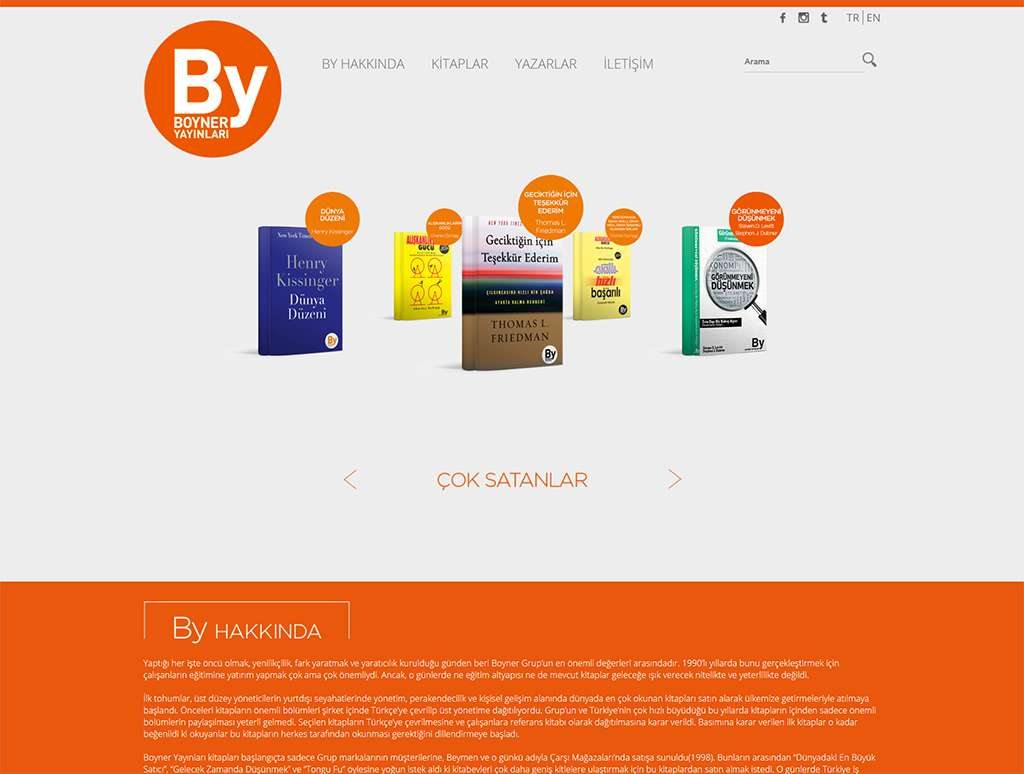 TR | EN
By
BOYNER
YAYINLARI
BY HAKKINDA
KİTAPLAR
YAZARLAR
İLETİŞİM
Arama
DÜNYA
DÜZENİ
Henry Kissinger
Henry
Kissinger
Dünya
Düzeni
By
ALIŞKANLIKLARIN
GÜCÜ
GÜCÜ
By
GECİKTİĞİN İÇİN
TEŞEKKÜR
EDERİM
Thomas L.
Friedman
Geciktiğin için
Teşekkür Ederim
ÇILGINCASINA HIZLI BİR ÇAĞDA
AYAKTA KALMA REHBERİ
THOMAS L.
FRIEDMAN
By
akıllı
hızlı
başarılı
By
GÖRÜNMEYENİ
DÜŞÜNMEK
Steven D. Levitt
Stephen J. Dubner
GÖRÜNMEYENİ
DÜŞÜNMEK
By
ÇOK SATANLAR
By HAKKINDA
Yaptığı her işte öncü olmak, yenilikçilik, fark yaratmak ve yaratıcılık kurulduğu günden beri Boyner Grup'un en önemli değerleri arasındadır. 1990'lı yıllarda bunu gerçekleştirmek için
çalışanların eğitimine yatırım yapmak çok ama çok önemliydi. Ancak, o günlerde ne eğitim altyapısı ne de mevcut kitaplar geleceğe ışık verecek nitelikte ve yeterlilikte değildi.
İlk tohumlar, üst düzey yöneticilerin yurtdışı seyahatlerinde yönetim, perakendecilik ve kişisel gelişim alanında dünyada en çok okunan kitapları satın alarak ülkemize getirmeleriyle atılmaya
başlandı. Önceleri kitapların önemli bölümleri şirket içinde Türkçe'ye çevrilip üst yönetime dağıtılıyordu. Grup'un ve Türkiye'nin çok hızlı büyüdüğü bu yıllarda kitapların içinden sadece önemli
bölümlerin paylaşılması yeterli gelmedi. Seçilen kitapların Türkçe'ye çevrilmesine ve çalışanlara referans kitabı olarak dağıtılmasına karar verildi. Basımına karar verilen ilk kitaplar o kadar
beğenildi ki okuyanlar bu kitapların herkes tarafından okunması gerektiğini dillendirmeye başladı.
Boyner Yayınları kitapları başlangıçta sadece Grup markalarının müşterilerine, Beymen ve o günkü adıyla Çarşı Mağazaları'nda satışa sunuldu(1998). Bunların arasından "Dünyadaki En Büyük
Satıcı", "Gelecek Zamanda Düşünmek" ve "Tongu Fu" öylesine yoğun istek aldı ki kitabevleri çok daha geniş kitlelere ulaştırmak için bu kitaplardan satın almak istedi. O günlerde Türkiye İş